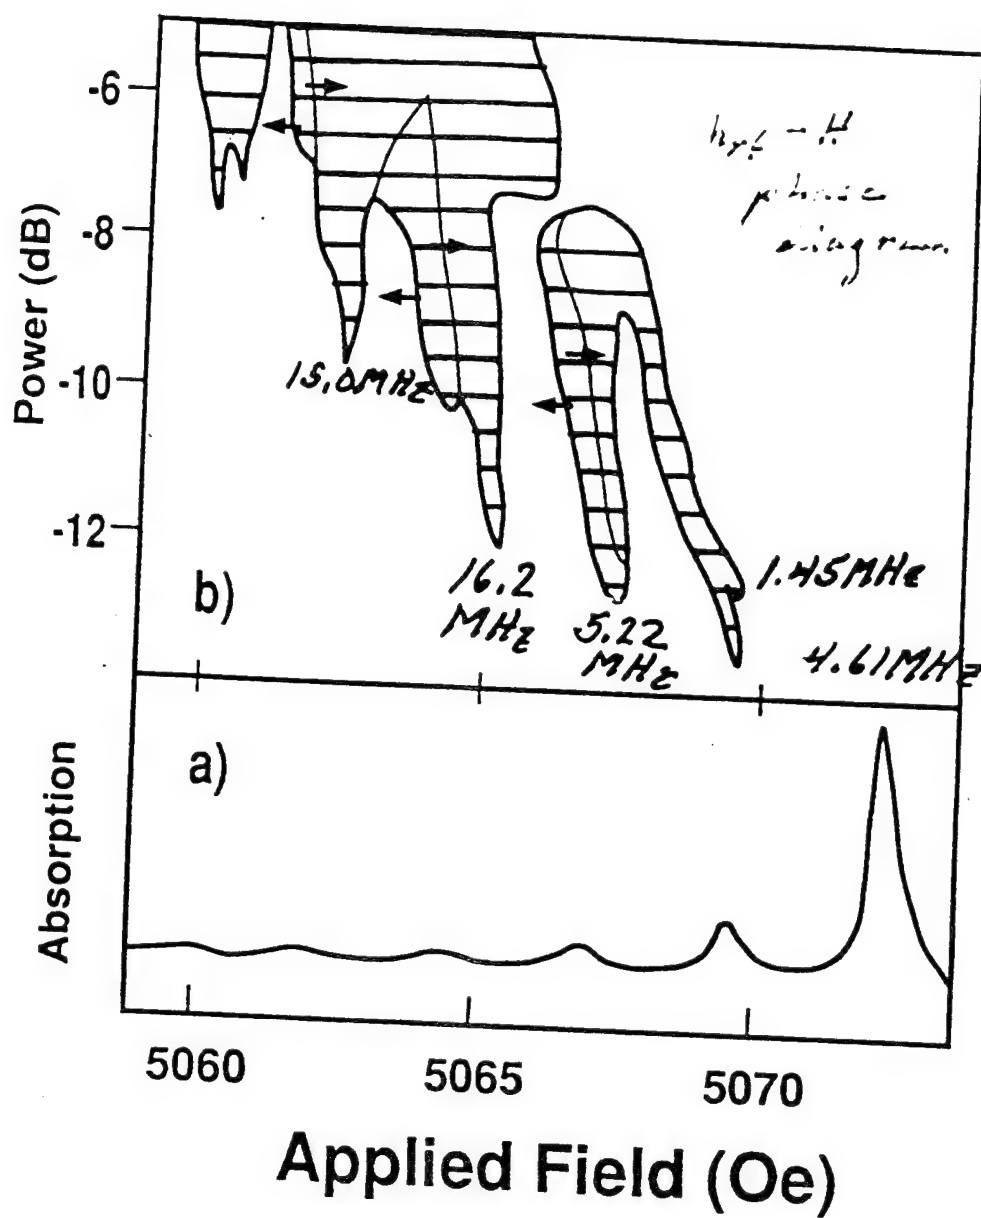 -6
-8
-10
-12
Power (dB)
h_rf - H
phase
diagram.
15.0MHz
16.2
MHz
5.22
MHz
1.45MHz
4.61MHz
b)
a)
Absorption
5060
5065
5070
Applied Field (Oe)